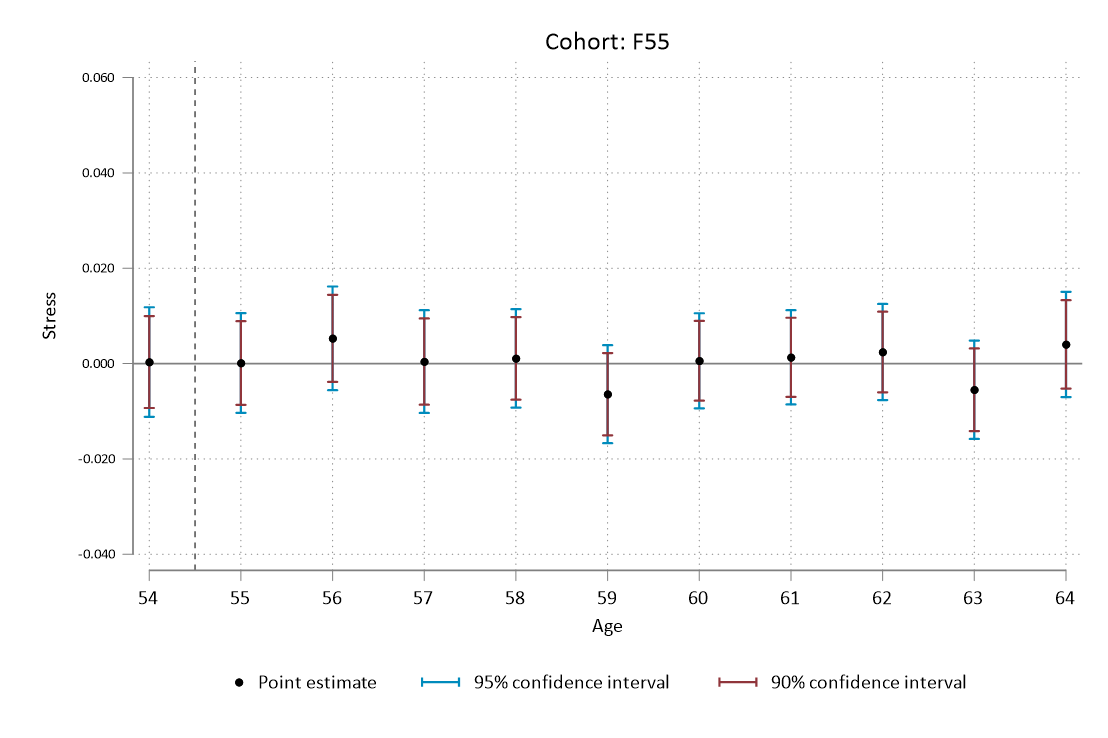 Cohort: F55
0.060
0.040
0.020
0.000
-0.020
-0.040
Stress
54 55 56 57 58 59 60 61 62 63 64
Age
Point estimate 95% confidence interval 90% confidence interval